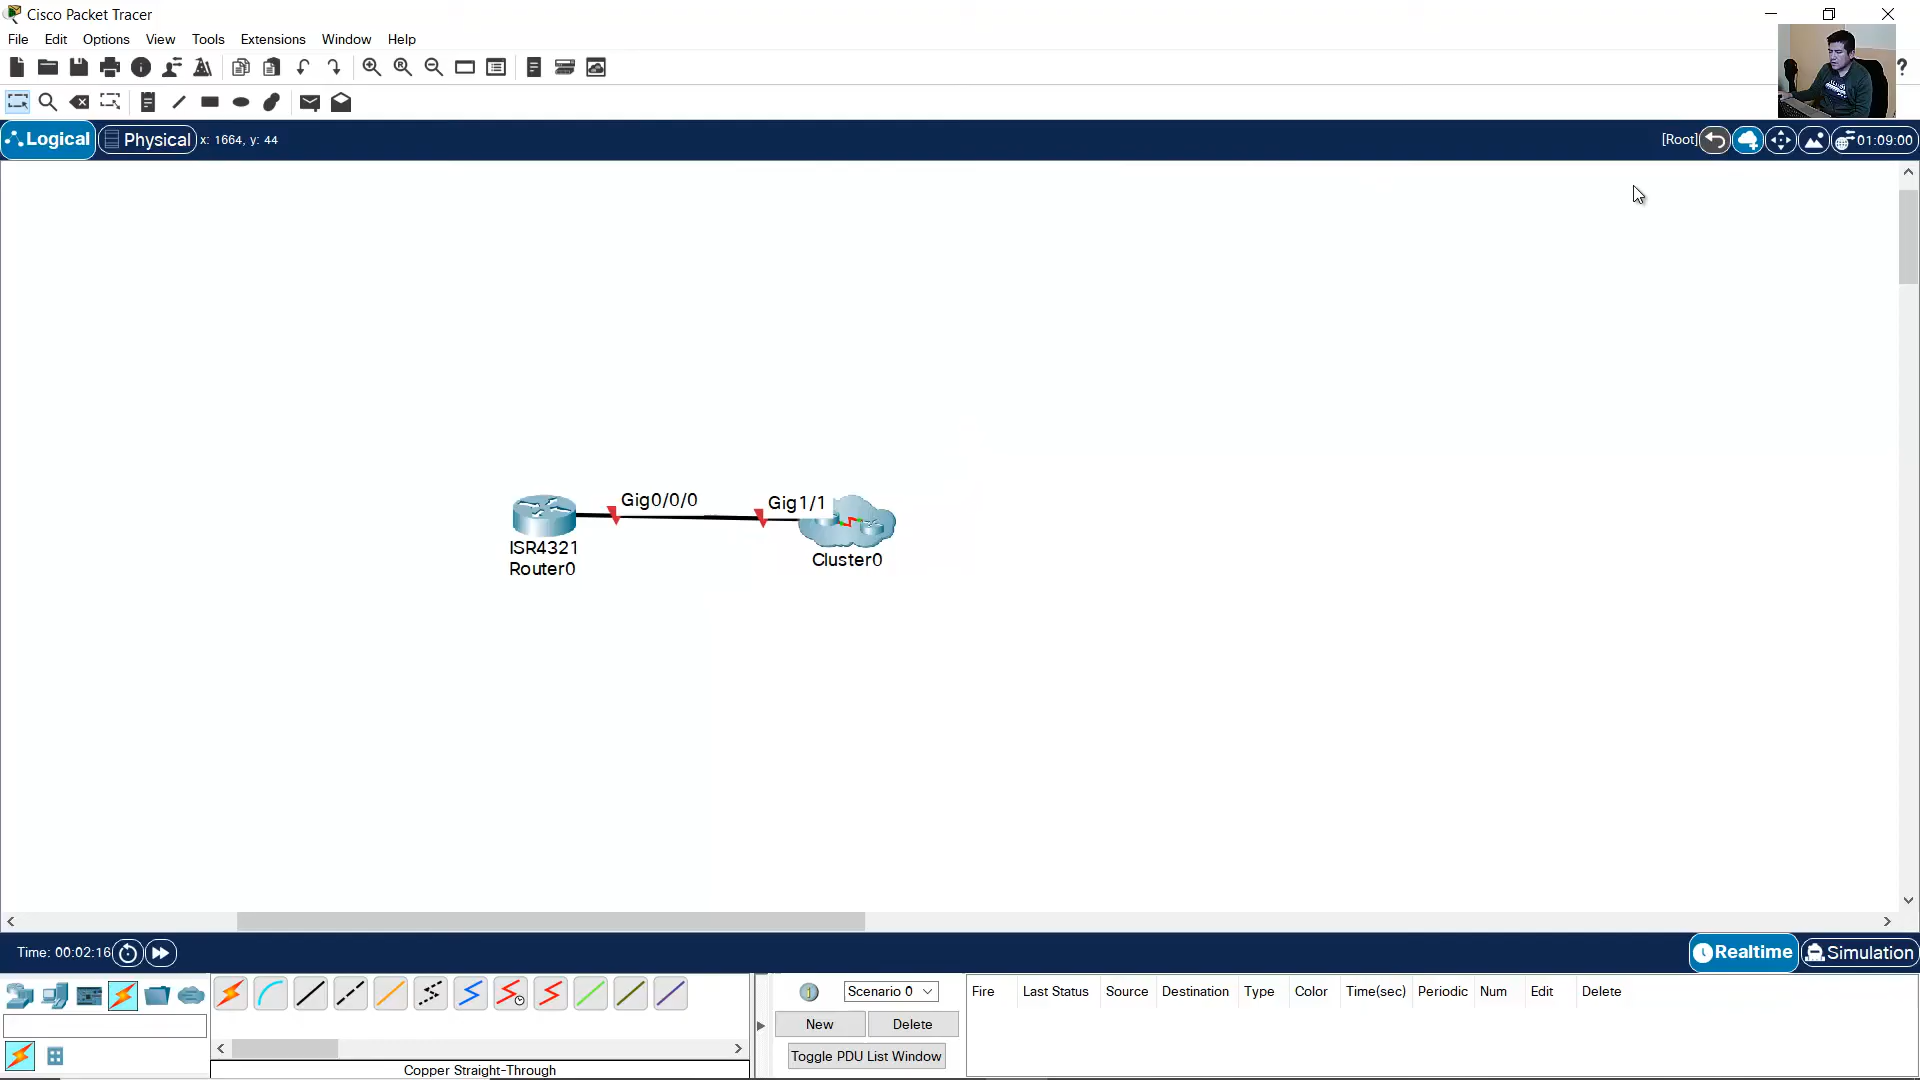 Cisco Packet Tracer
File Edit Options View Tools Extensions Window Help
?
Logical Physical x: 1664, y: 44 [Root] 01:09:00
Gig0/0/0 Gig1/1
ISR4321
Router0
Cluster0
Time: 00:02:16 Realtime Simulation
Scenario 0 Fire Last Status Source Destination Type Color Time(sec) Periodic Num Edit Delete
New Delete
Toggle PDU List Window
Copper Straight-Through